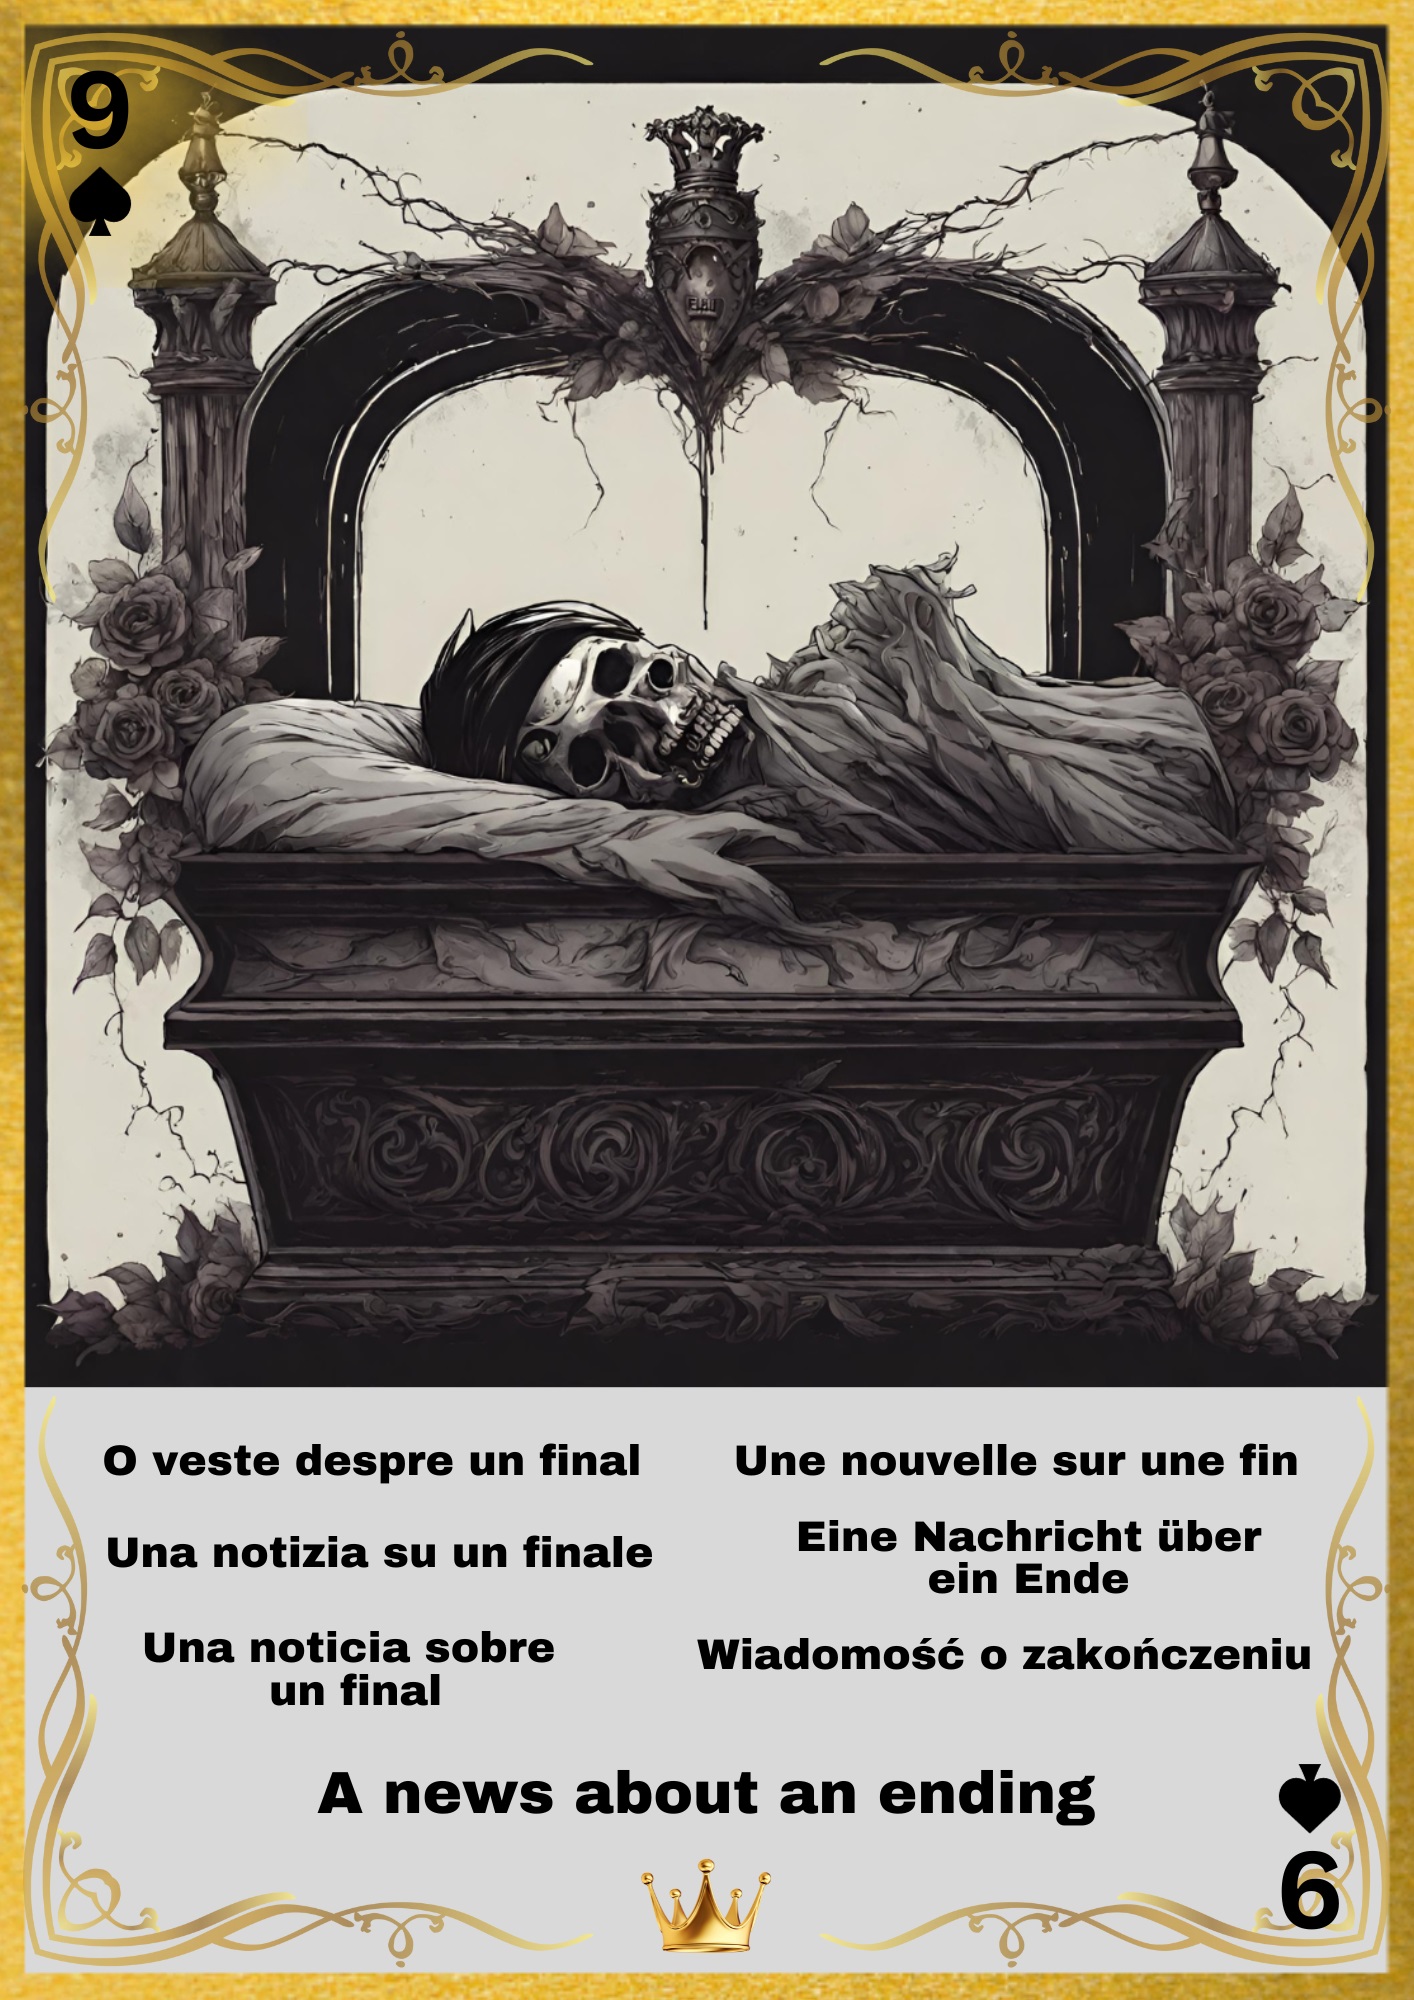 9
O veste despre un final
Une nouvelle sur une fin
Una notizia su un finale
Eine Nachricht über
ein Ende
Una noticia sobre
un final
Wiadomość o zakończeniu
A news about an ending
9